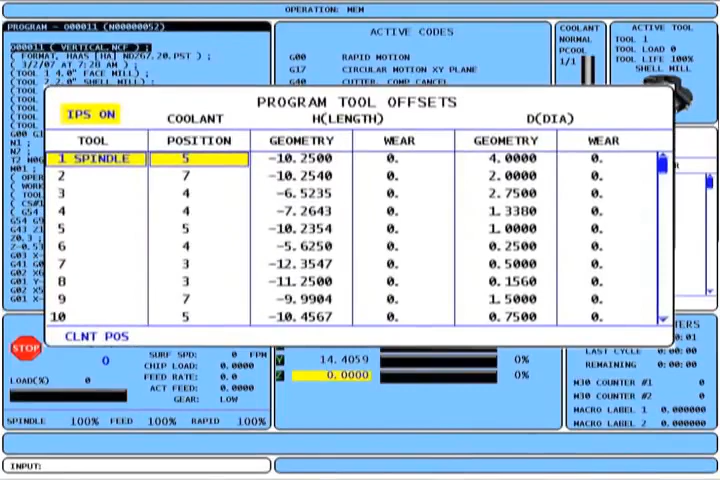 OPERATION: MEM
PROGRAM - O00011 (N00000052)
O00011 ( VERTICAL.NCF ) ;
( FORMAT, HAAS [HA] ND267.20.PST ) ;
( 3/2/07 AT 7:28 AM ) ;
(TOOL 1 4.0" FACE MILL) ;
ACTIVE CODES
G00 RAPID MOTION
G17 CIRCULAR MOTION XY PLANE
G40 CUTTER COMP CANCEL
COOLANT
NORMAL
PCOOL
1/1
ACTIVE TOOL
TOOL 1
TOOL LOAD 0
TOOL LIFE 100%
SHELL MILL
PROGRAM TOOL OFFSETS
IPS ON
COOLANT H(LENGTH) D(DIA)
TOOL POSITION GEOMETRY WEAR GEOMETRY WEAR
1 SPINDLE 5 -10.2500 0. 4.0000 0.
2 7 -10.2540 0. 2.0000 0.
3 4 -6.5235 0. 2.7500 0.
4 4 -7.2643 0. 1.3380 0.
5 5 -10.2354 0. 1.0000 0.
6 4 -5.6250 0. 0.2500 0.
7 3 -12.3547 0. 0.5000 0.
8 3 -11.2500 0. 0.1560 0.
9 7 -9.9904 0. 1.5000 0.
10 5 -10.4567 0. 0.7500 0.
CLNT POS
STOP
0
LOAD(%) 0
SURF SPD: 0 FPM
CHIP LOAD: 0.0000
FEED RATE: 0.0
ACT FEED: 0.0000
GEAR: LOW
SPINDLE 100% FEED 100% RAPID 100%
Y 14.4059 0%
Z 0.0000 0%
LAST CYCLE 0:00:00
REMAINING 0:00:00
M30 COUNTER #1 0
M30 COUNTER #2 0
MACRO LABEL 1 0.000000
MACRO LABEL 2 0.000000
INPUT: